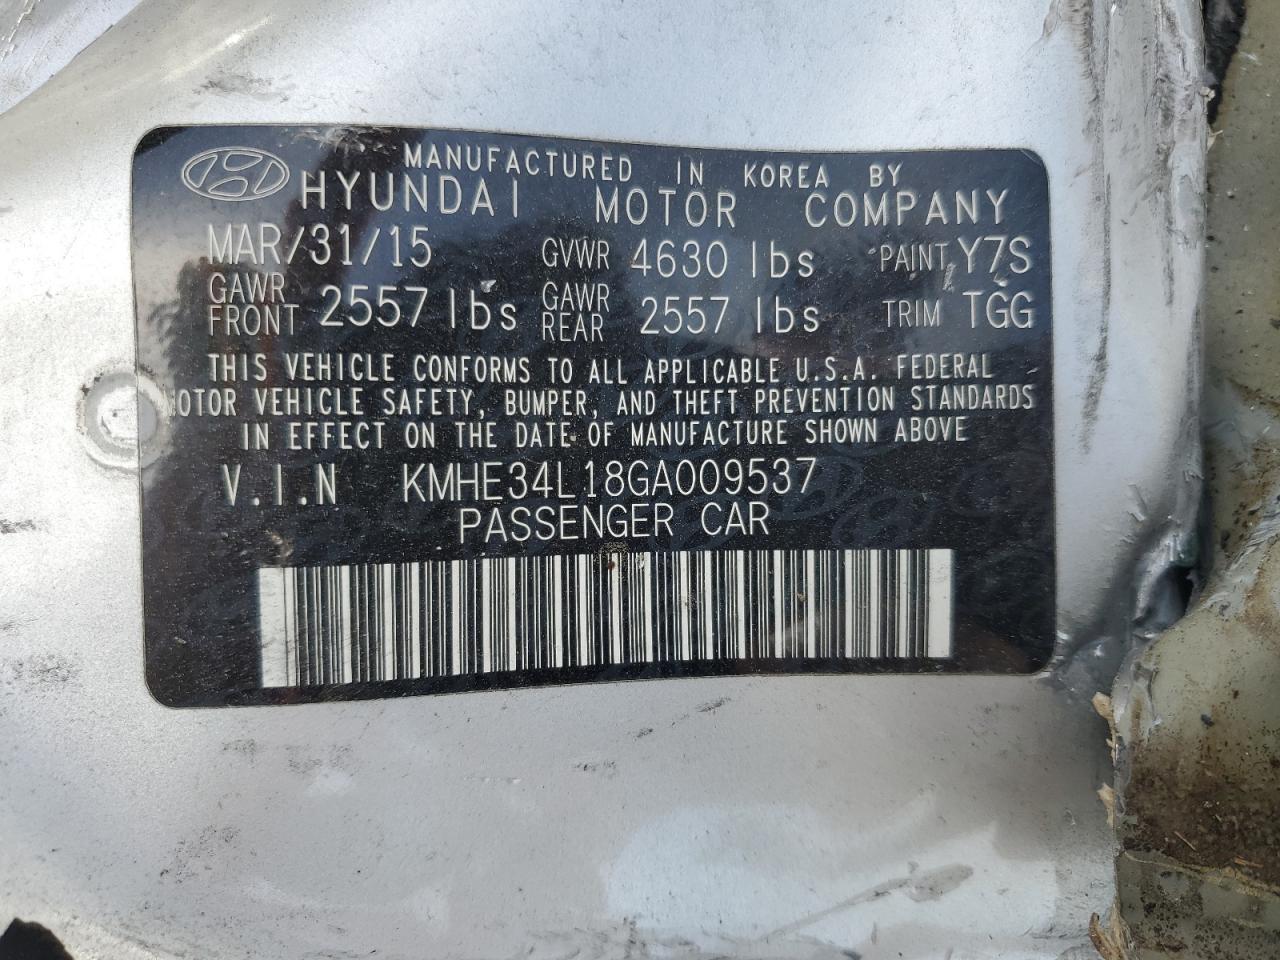 MANUFACTURED IN KOREA BY
HYUNDAI MOTOR COMPANY
MAR/31/15 GVWR 4630 lbs PAINT Y7S
GAWR FRONT 2557 lbs GAWR REAR 2557 lbs TRIM TGG
THIS VEHICLE CONFORMS TO ALL APPLICABLE U.S.A. FEDERAL
MOTOR VEHICLE SAFETY, BUMPER, AND THEFT PREVENTION STANDARDS
IN EFFECT ON THE DATE OF MANUFACTURE SHOWN ABOVE
V.I.N KMHE34L18GA009537
PASSENGER CAR